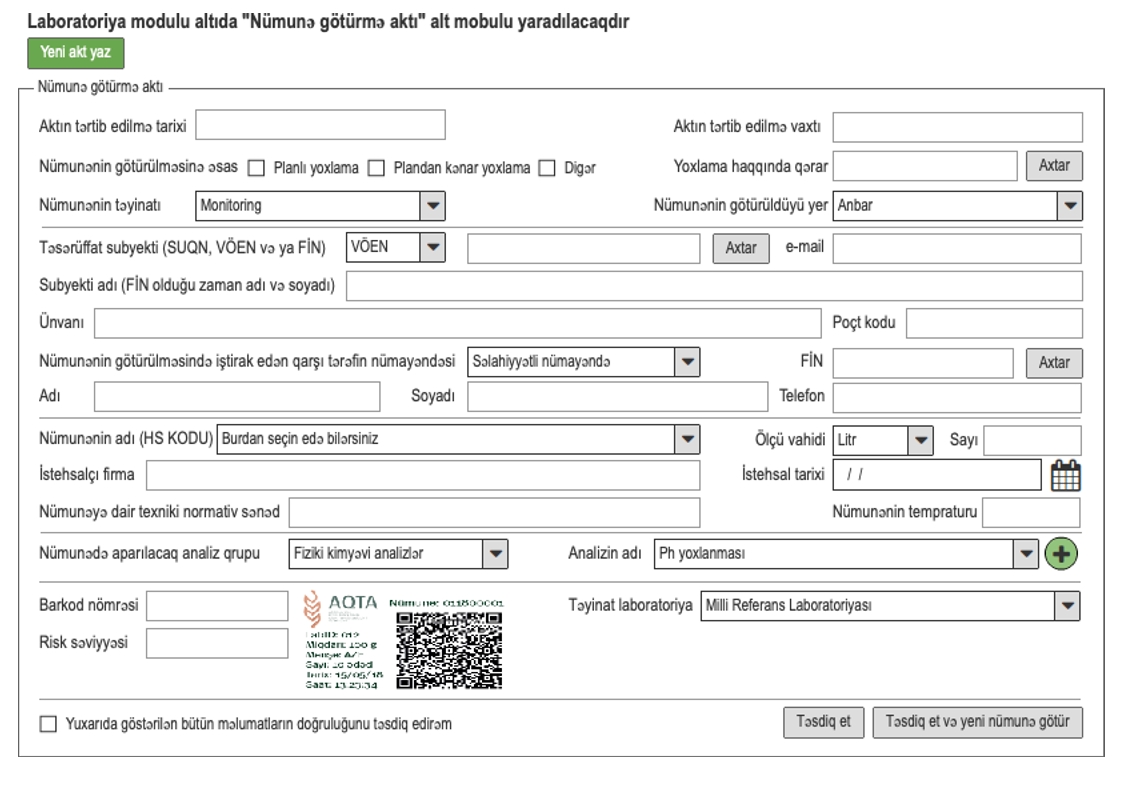 Laboratoriya modulu altıda "Nümunə götürmə aktı" alt mobulu yaradılacaqdır
Yeni akt yaz
Nümunə götürmə aktı
Aktın tərtib edilmə tarixi
Aktın tərtib edilmə vaxtı
Nümunənin götürülməsinə əsas Planlı yoxlama Plandan kənar yoxlama Digər
Yoxlama haqqında qərar Axtar
Nümunənin təyinatı Monitoring
Nümunənin götürüldüyü yer Anbar
Təsərüffat subyekti (SUQN, VÖEN və ya FİN) VÖEN Axtar e-mail
Subyekti adı (FİN olduğu zaman adı və soyadı)
Ünvanı Poçt kodu
Nümunənin götürülməsində iştirak edən qarşı tərəfin nümayəndəsi Səlahiyyətli nümayəndə FİN Axtar
Adı Soyadı Telefon
Nümunənin adı (HS KODU) Burdan seçin edə bilərsiniz Ölçü vahidi Litr Sayı
İstehsalçı firma İstehsal tarixi / /
Nümunəyə dair texniki normativ sənəd Nümunənin tempraturu
Nümunədə aparılacaq analiz qrupu Fiziki kimyəvi analizlər Analizin adı Ph yoxlanması
Barkod nömrəsi
AQTA Nümune: 011800001
Təyinat laboratoriya Milli Referans Laboratoriyası
Risk səviyyəsi
LabID: 012
Miqdarı: 100 g
Sayı: 10 ədəd
Tarix: 15/05/18
Saat: 13:23:34
Yuxarıda göstərilən bütün məlumatların doğruluğunu təsdiq edirəm
Təsdiq et Təsdiq et və yeni nümunə götür